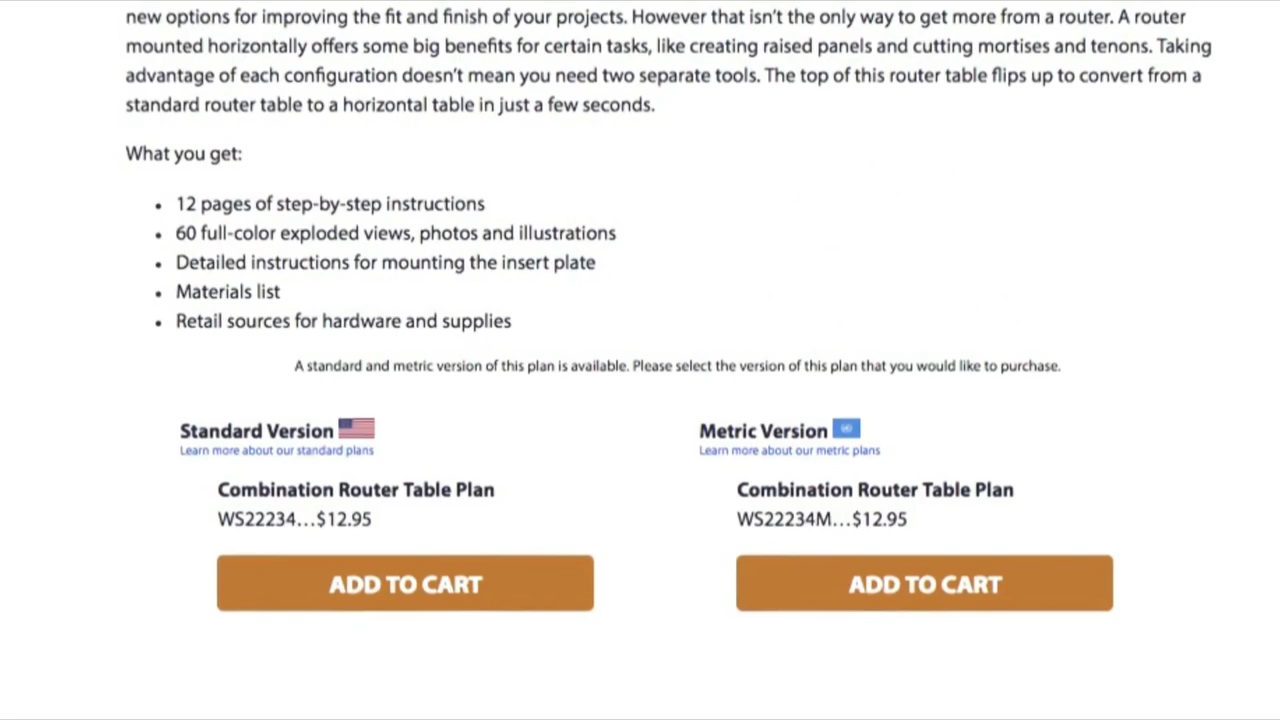 new options for improving the fit and finish of your projects. However that isn't the only way to get more from a router. A router
mounted horizontally offers some big benefits for certain tasks, like creating raised panels and cutting mortises and tenons. Taking
advantage of each configuration doesn't mean you need two separate tools. The top of this router table flips up to convert from a
standard router table to a horizontal table in just a few seconds.
What you get:
• 12 pages of step-by-step instructions
• 60 full-color exploded views, photos and illustrations
• Detailed instructions for mounting the insert plate
• Materials list
• Retail sources for hardware and supplies
A standard and metric version of this plan is available. Please select the version of this plan that you would like to purchase.
Standard Version
Learn more about our standard plans
Combination Router Table Plan
WS22234...$12.95
ADD TO CART
Metric Version
Learn more about our metric plans
Combination Router Table Plan
WS22234M...$12.95
ADD TO CART